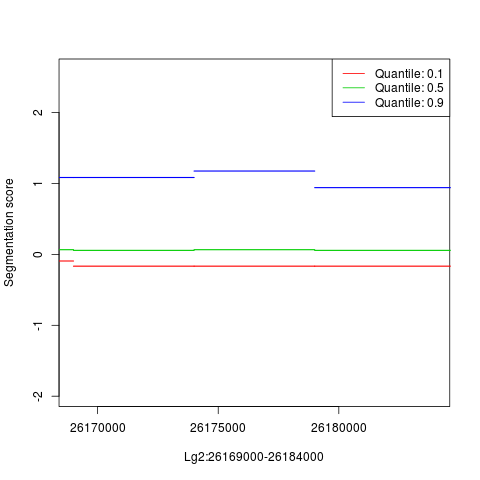 Quantile: 0.1
Quantile: 0.5
Quantile: 0.9
Segmentation score
2
1
0
-1
-2
26170000 26175000 26180000
Lg2:26169000-26184000